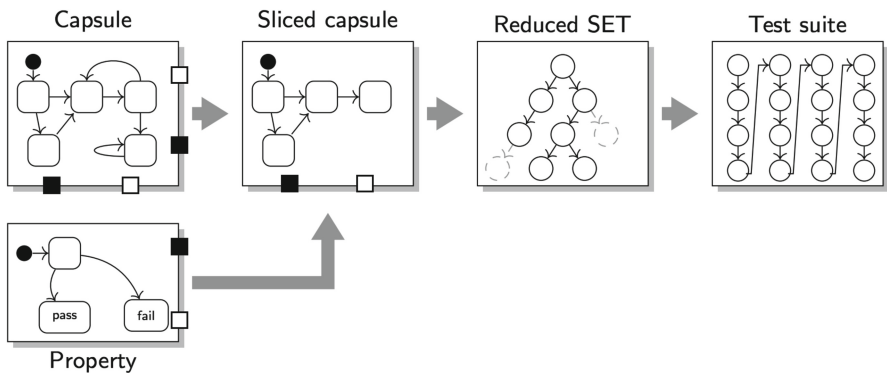 Capsule
Sliced capsule
Reduced SET
Test suite
pass
fail
Property